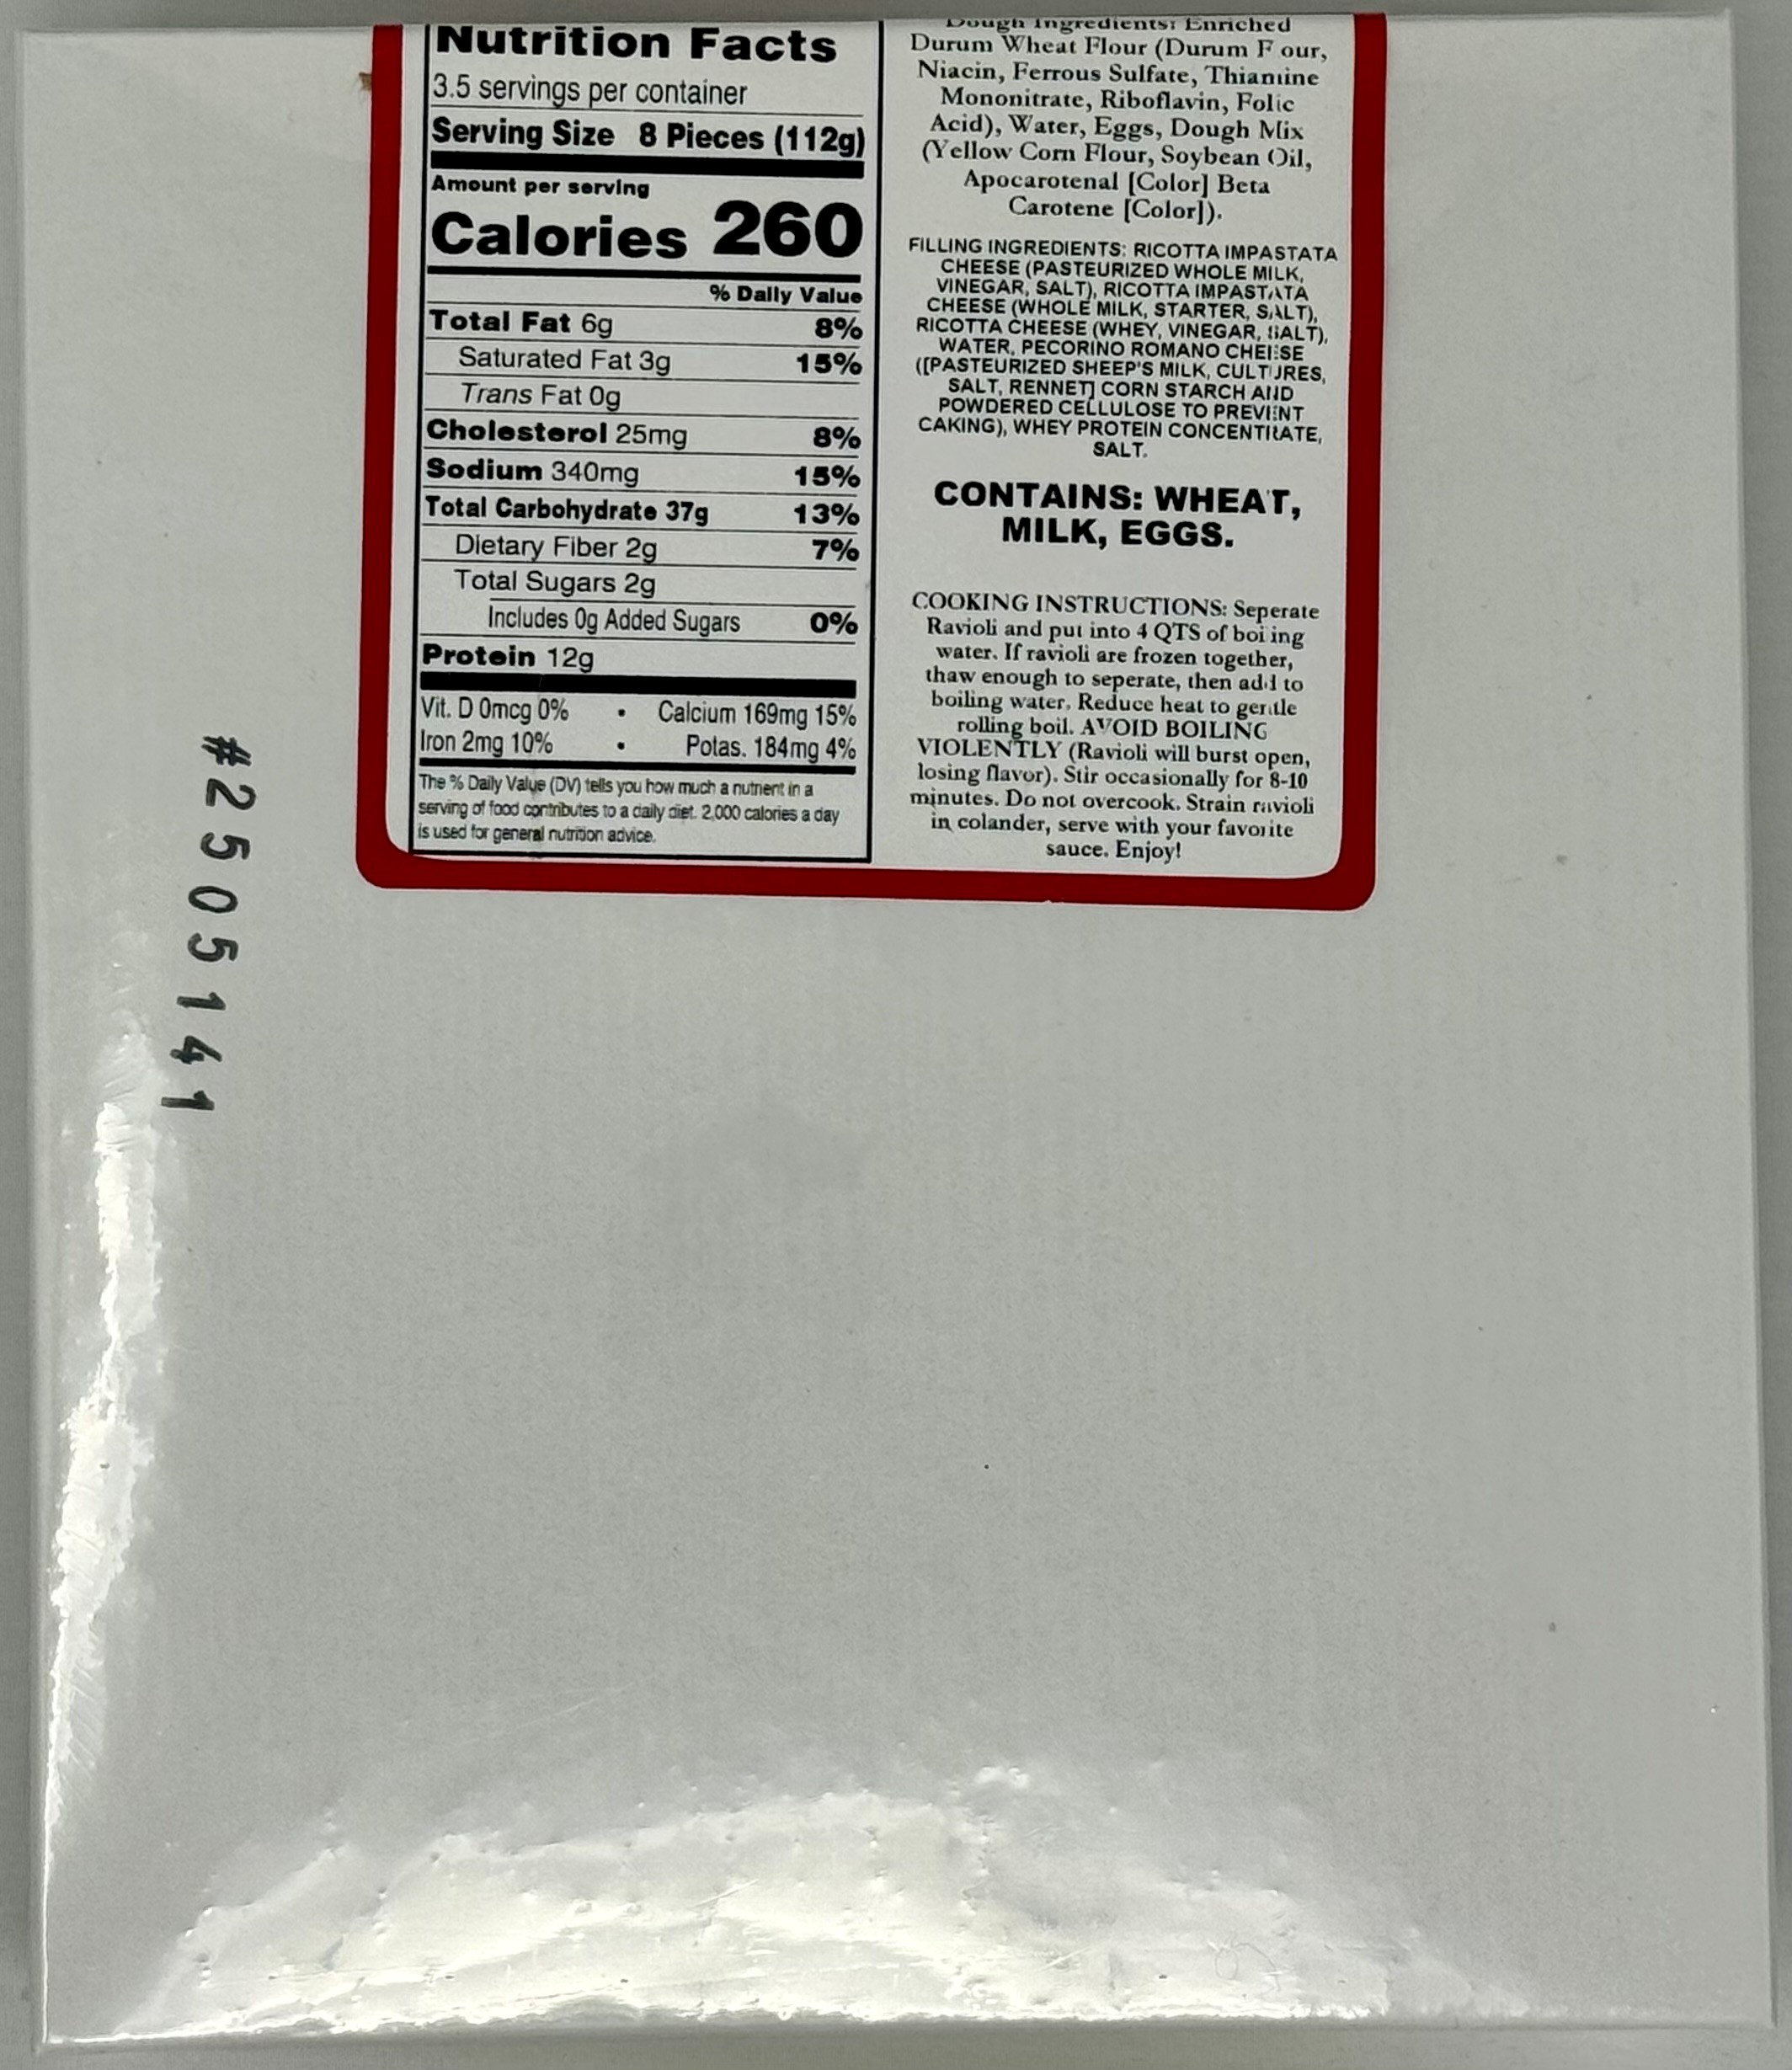 Nutrition Facts
3.5 servings per container
Serving Size 8 Pieces (112g)
Amount per serving
Calories 260
% Daily Value
Total Fat 6g 8%
Saturated Fat 3g 15%
Trans Fat 0g
Cholesterol 25mg 8%
Sodium 340mg 15%
Total Carbohydrate 37g 13%
Dietary Fiber 2g 7%
Total Sugars 2g
Includes 0g Added Sugars 0%
Protein 12g
Vit. D 0mcg 0% • Calcium 169mg 15%
Iron 2mg 10% • Potas. 184mg 4%
The % Daily Value (DV) tells you how much a nutrient in a
serving of food contributes to a daily diet. 2,000 calories a day
is used for general nutrition advice.
Dough Ingredients: Enriched
Durum Wheat Flour (Durum Flour,
Niacin, Ferrous Sulfate, Thiamine
Mononitrate, Riboflavin, Folic
Acid), Water, Eggs, Dough Mix
(Yellow Corn Flour, Soybean Oil,
Apocarotenal [Color] Beta
Carotene [Color]).
FILLING INGREDIENTS: RICOTTA IMPASTATA
CHEESE (PASTEURIZED WHOLE MILK,
VINEGAR, SALT), RICOTTA IMPASTATA
CHEESE (WHOLE MILK, STARTER, SALT),
RICOTTA CHEESE (WHEY, VINEGAR, SALT),
WATER, PECORINO ROMANO CHEESE
([PASTEURIZED SHEEP'S MILK, CULTURES,
SALT, RENNET] CORN STARCH AND
POWDERED CELLULOSE TO PREVENT
CAKING), WHEY PROTEIN CONCENTRATE,
SALT.
CONTAINS: WHEAT,
MILK, EGGS.
COOKING INSTRUCTIONS: Seperate
Ravioli and put into 4 QTS of boiling
water. If ravioli are frozen together,
thaw enough to seperate, then add to
boiling water. Reduce heat to gentle
rolling boil. AVOID BOILING
VIOLENTLY (Ravioli will burst open,
losing flavor). Stir occasionally for 8-10
minutes. Do not overcook. Strain ravioli
in colander, serve with your favorite
sauce. Enjoy!
#2505141